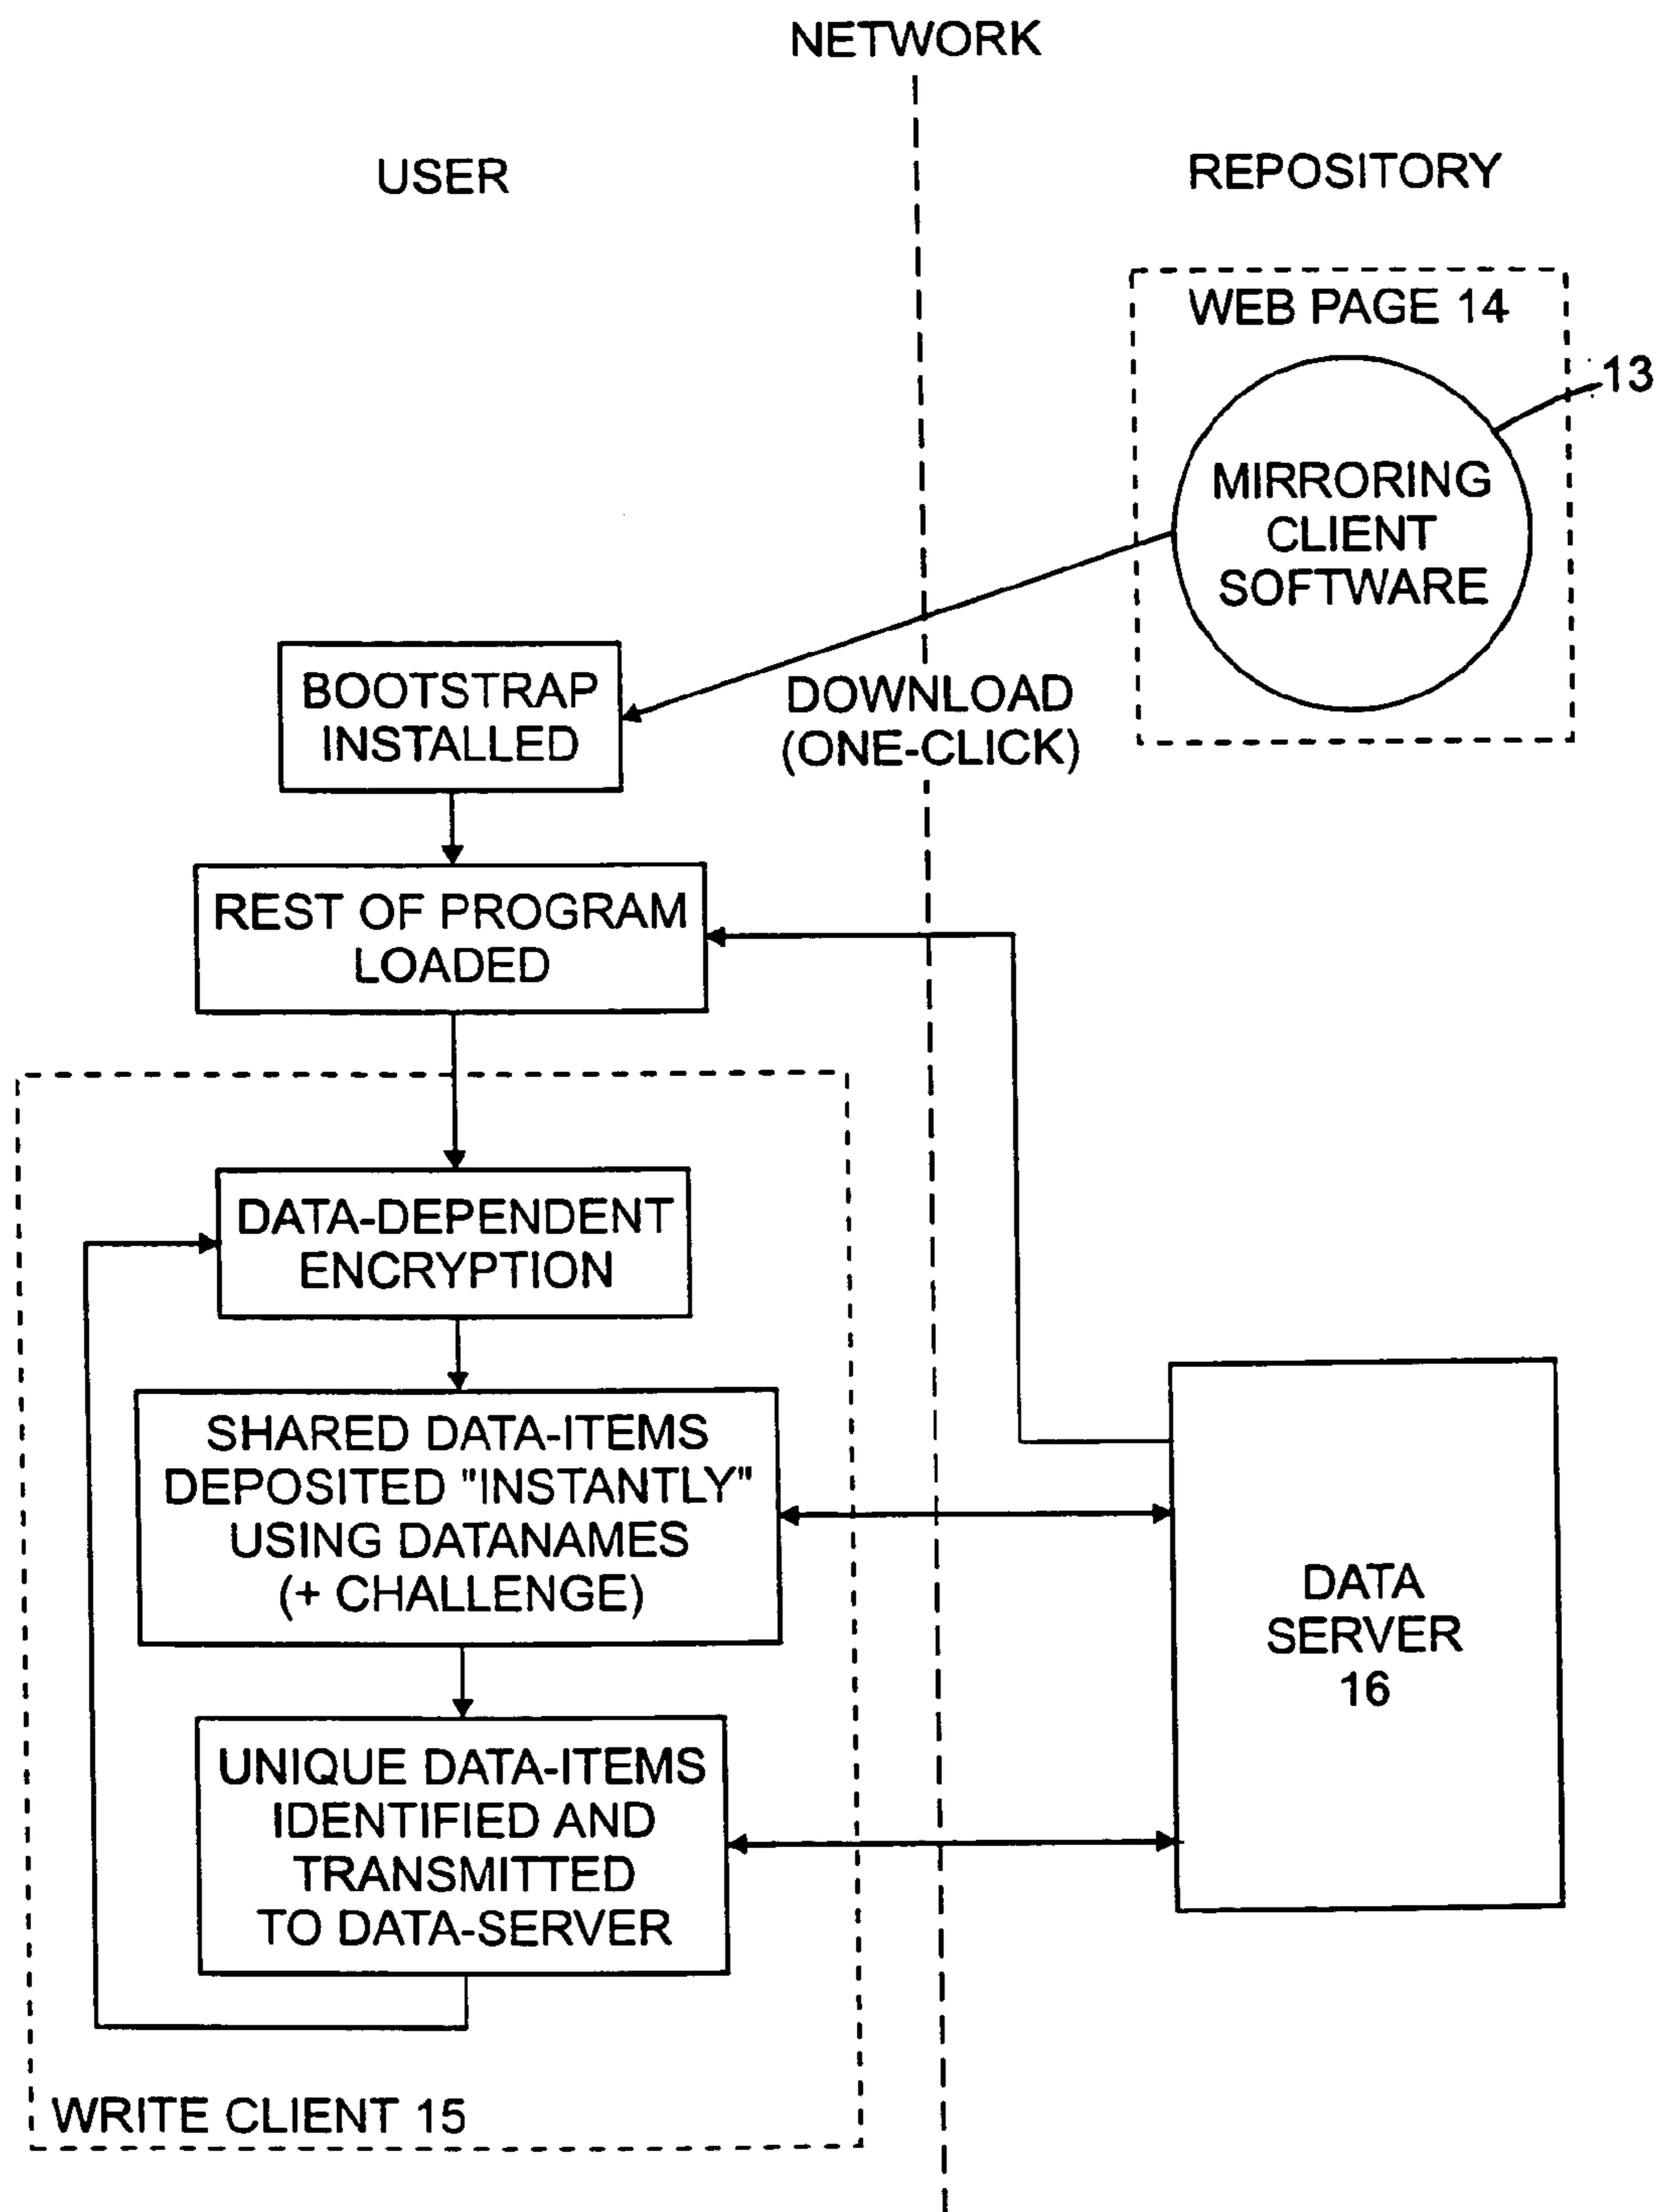 NETWORK
USER
REPOSITORY
WEB PAGE 14
13
MIRRORING
CLIENT
SOFTWARE
BOOTSTRAP
INSTALLED
DOWNLOAD
(ONE-CLICK)
REST OF PROGRAM
LOADED
DATA-DEPENDENT
ENCRYPTION
SHARED DATA-ITEMS
DEPOSITED "INSTANTLY"
USING DATANAMES
(+ CHALLENGE)
DATA
SERVER
16
UNIQUE DATA-ITEMS
IDENTIFIED AND
TRANSMITTED
TO DATA-SERVER
WRITE CLIENT 15